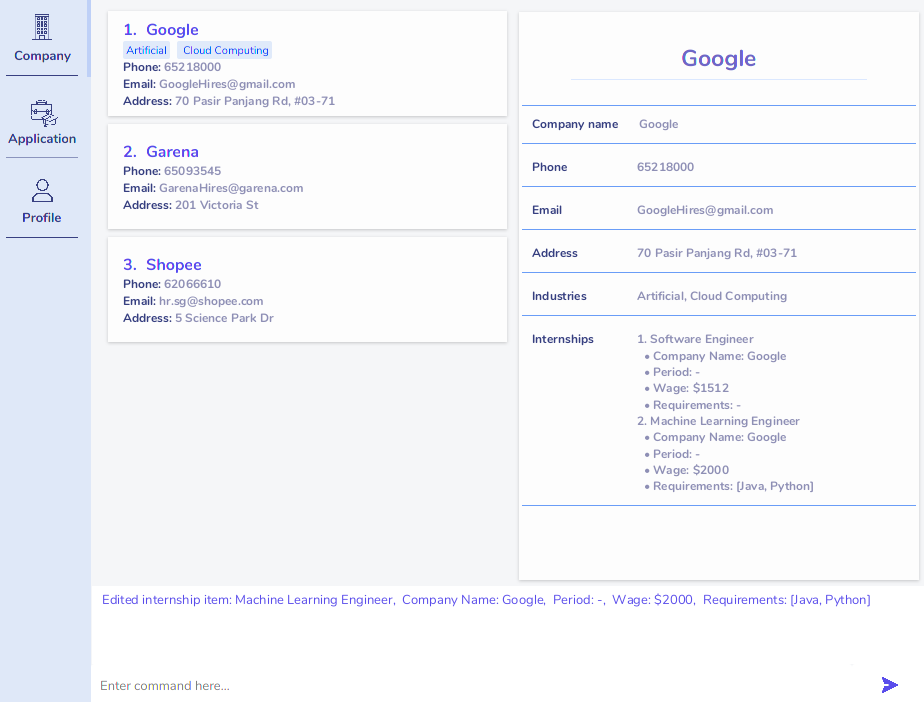 Company
Application
Profile
1. Google
Artificial Cloud Computing
Phone: 65218000
Email: GoogleHires@gmail.com
Address: 70 Pasir Panjang Rd, #03-71
2. Garena
Phone: 65093545
Email: GarenaHires@garena.com
Address: 201 Victoria St
3. Shopee
Phone: 62066610
Email: hr.sg@shopee.com
Address: 5 Science Park Dr
Google
Company name Google
Phone 65218000
Email GoogleHires@gmail.com
Address 70 Pasir Panjang Rd, #03-71
Industries Artificial, Cloud Computing
Internships 1. Software Engineer
• Company Name: Google
• Period: -
• Wage: $1512
• Requirements: -
2. Machine Learning Engineer
• Company Name: Google
• Period: -
• Wage: $2000
• Requirements: [Java, Python]
Edited internship item: Machine Learning Engineer, Company Name: Google, Period: -, Wage: $2000, Requirements: [Java, Python]
Enter command here...